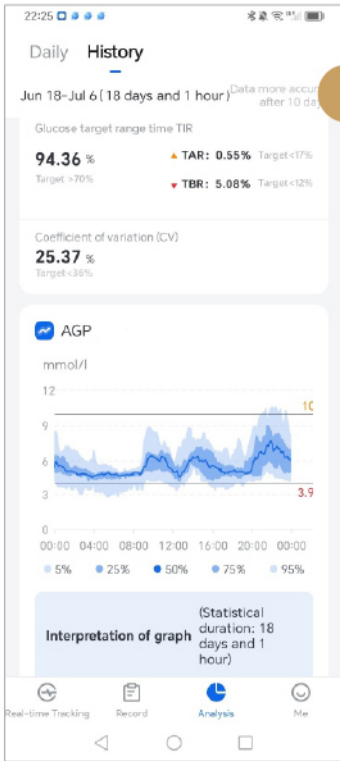 22:25
Daily History
Jun 18-Jul 6(18 days and 1 hour)
Data more accur
after 10 day
Glucose target range time TIR
94.36 %
Target >70%
TAR: 0.55% Target<17%
TBR: 5.08% Target<12%
Coefficient of variation (CV)
25.37 %
Target<36%
AGP
mmol/l
12
10
9
6
3.9
3
0
00:00 04:00 08:00 12:00 16:00 20:00 00:00
5% 25% 50% 75% 95%
Interpretation of graph
(Statistical
duration: 18
days and 1
hour)
Real-time Tracking Record Analysis Me